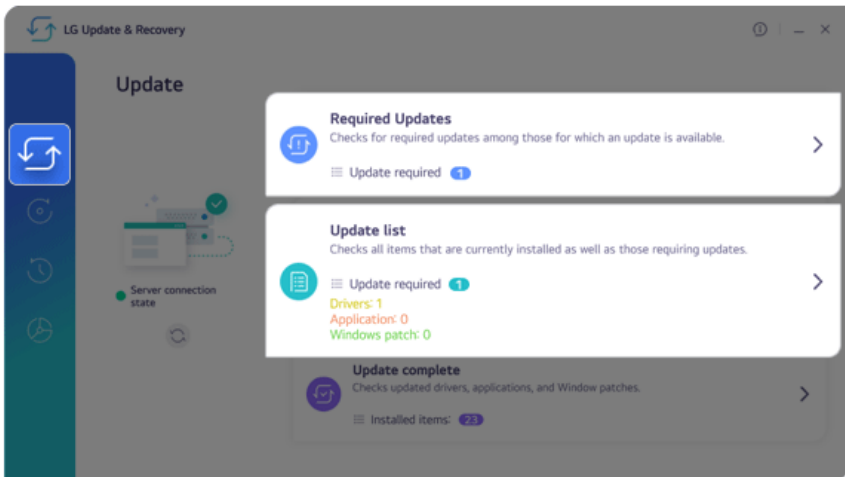 LG Update & Recovery
Update
Required Updates
Checks for required updates among those for which an update is available.
Update required 1
Update list
Checks all items that are currently installed as well as those requiring updates.
Update required 1
Drivers: 1
Application: 0
Windows patch: 0
Server connection
state
Update complete
Checks updated drivers, applications, and Window patches.
Installed items: 23